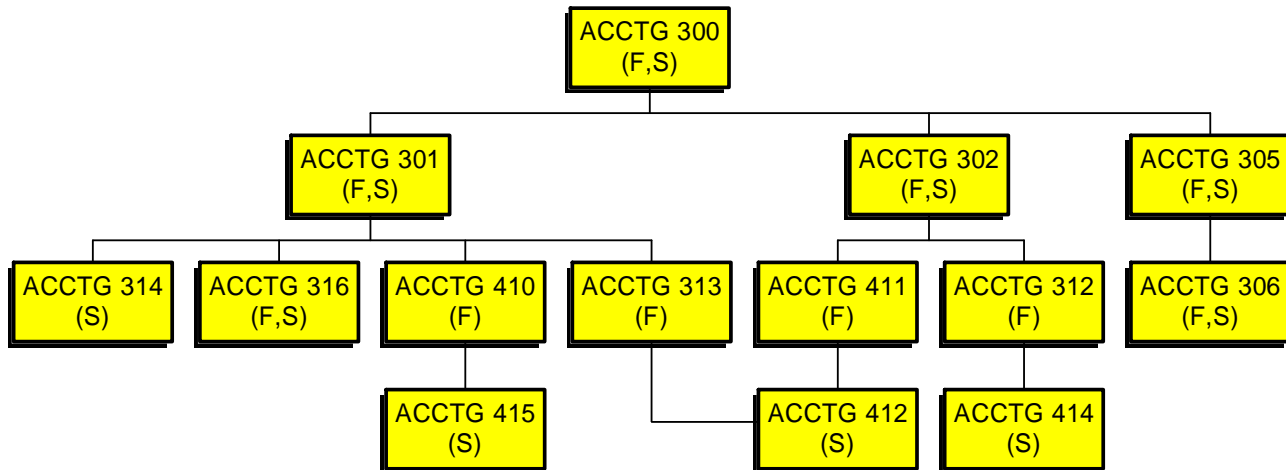 ACCTG 300
(F,S)
ACCTG 301
(F,S)
ACCTG 302
(F,S)
ACCTG 305
(F,S)
ACCTG 314
(S)
ACCTG 316
(F,S)
ACCTG 410
(F)
ACCTG 313
(F)
ACCTG 411
(F)
ACCTG 312
(F)
ACCTG 306
(F,S)
ACCTG 415
(S)
ACCTG 412
(S)
ACCTG 414
(S)